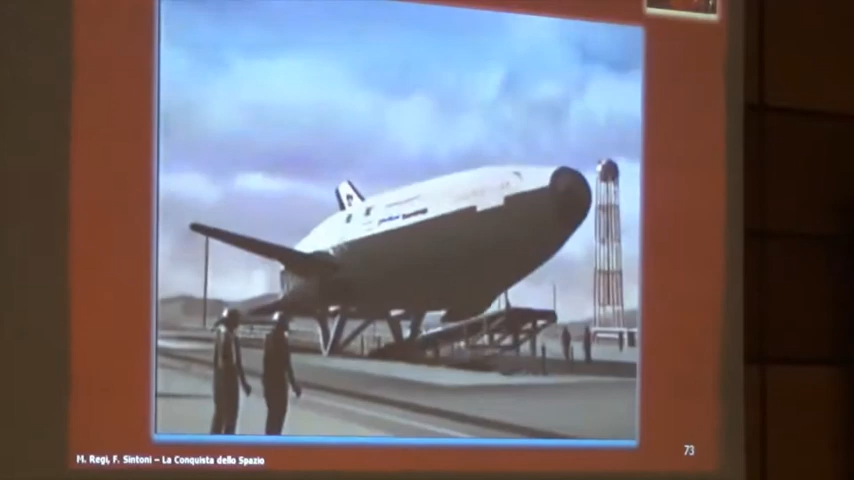 M. Regi, F. Sintoni – La Conquista dello Spazio
73